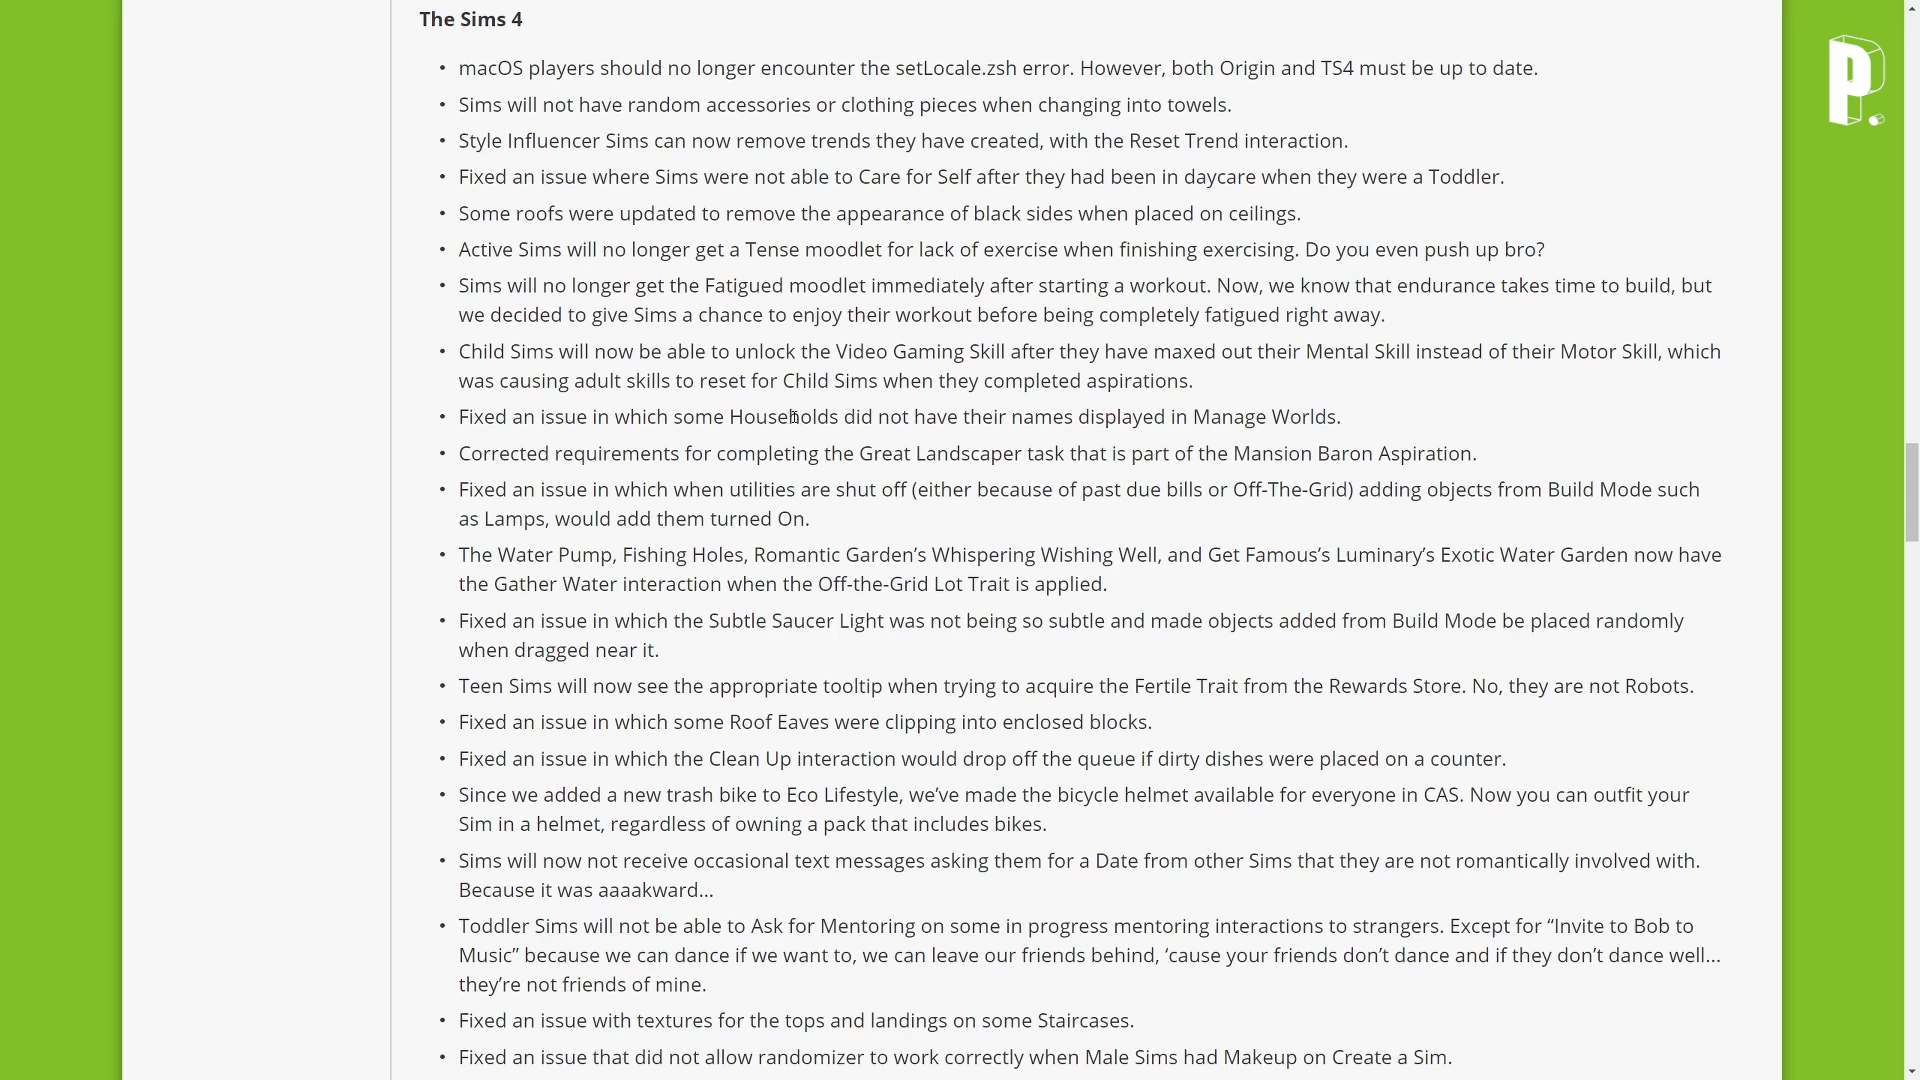 The Sims 4
• macOS players should no longer encounter the setLocale.zsh error. However, both Origin and TS4 must be up to date.
• Sims will not have random accessories or clothing pieces when changing into towels.
• Style Influencer Sims can now remove trends they have created, with the Reset Trend interaction.
• Fixed an issue where Sims were not able to Care for Self after they had been in daycare when they were a Toddler.
• Some roofs were updated to remove the appearance of black sides when placed on ceilings.
• Active Sims will no longer get a Tense moodlet for lack of exercise when finishing exercising. Do you even push up bro?
• Sims will no longer get the Fatigued moodlet immediately after starting a workout. Now, we know that endurance takes time to build, but
we decided to give Sims a chance to enjoy their workout before being completely fatigued right away.
• Child Sims will now be able to unlock the Video Gaming Skill after they have maxed out their Mental Skill instead of their Motor Skill, which
was causing adult skills to reset for Child Sims when they completed aspirations.
• Fixed an issue in which some Households did not have their names displayed in Manage Worlds.
• Corrected requirements for completing the Great Landscaper task that is part of the Mansion Baron Aspiration.
• Fixed an issue in which when utilities are shut off (either because of past due bills or Off-The-Grid) adding objects from Build Mode such
as Lamps, would add them turned On.
• The Water Pump, Fishing Holes, Romantic Garden’s Whispering Wishing Well, and Get Famous’s Luminary’s Exotic Water Garden now have
the Gather Water interaction when the Off-the-Grid Lot Trait is applied.
• Fixed an issue in which the Subtle Saucer Light was not being so subtle and made objects added from Build Mode be placed randomly
when dragged near it.
• Teen Sims will now see the appropriate tooltip when trying to acquire the Fertile Trait from the Rewards Store. No, they are not Robots.
• Fixed an issue in which some Roof Eaves were clipping into enclosed blocks.
• Fixed an issue in which the Clean Up interaction would drop off the queue if dirty dishes were placed on a counter.
• Since we added a new trash bike to Eco Lifestyle, we’ve made the bicycle helmet available for everyone in CAS. Now you can outfit your
Sim in a helmet, regardless of owning a pack that includes bikes.
• Sims will now not receive occasional text messages asking them for a Date from other Sims that they are not romantically involved with.
Because it was aaaakward…
• Toddler Sims will not be able to Ask for Mentoring on some in progress mentoring interactions to strangers. Except for “Invite to Bob to
Music” because we can dance if we want to, we can leave our friends behind, ‘cause your friends don’t dance and if they don’t dance well…
they’re not friends of mine.
• Fixed an issue with textures for the tops and landings on some Staircases.
• Fixed an issue that did not allow randomizer to work correctly when Male Sims had Makeup on Create a Sim.
P.